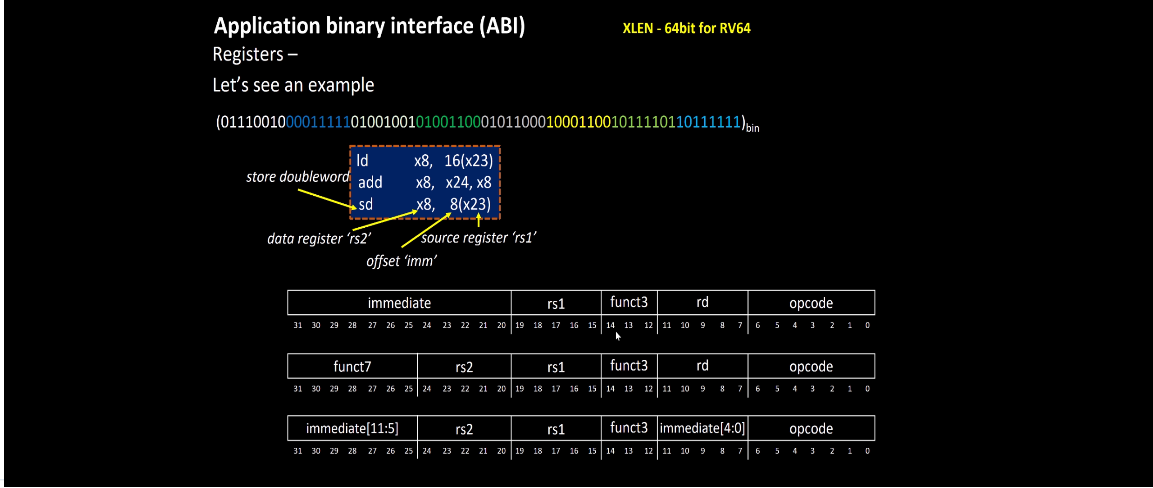 Application binary interface (ABI)
XLEN - 64bit for RV64
Registers –
Let's see an example
(0111001000011111010010010100110001011000100011001011110110111111)bin
ld x8, 16(x23)
store doubleword
add x8, x24, x8
sd x8, 8(x23)
data register 'rs2'
source register 'rs1'
offset 'imm'
immediate rs1 funct3 rd opcode
31 30 29 28 27 26 25 24 23 22 21 20 19 18 17 16 15 14 13 12 11 10 9 8 7 6 5 4 3 2 1 0
funct7 rs2 rs1 funct3 rd opcode
31 30 29 28 27 26 25 24 23 22 21 20 19 18 17 16 15 14 13 12 11 10 9 8 7 6 5 4 3 2 1 0
immediate[11:5] rs2 rs1 funct3 immediate[4:0] opcode
31 30 29 28 27 26 25 24 23 22 21 20 19 18 17 16 15 14 13 12 11 10 9 8 7 6 5 4 3 2 1 0